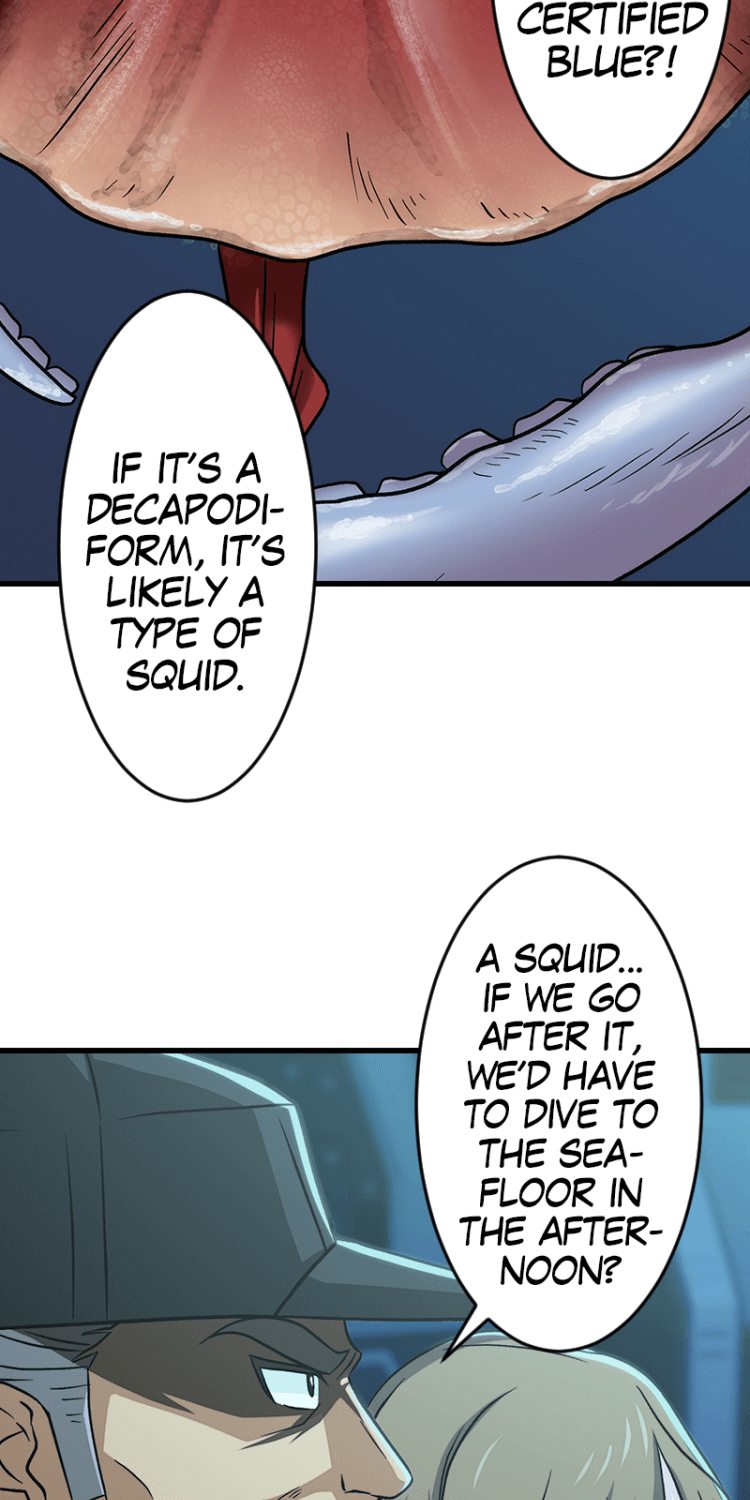 CERTIFIED
BLUE?!
IF IT'S A
DECAPODI-
FORM, IT'S
LIKELY A
TYPE OF
SQUID.
A SQUID...
IF WE GO
AFTER IT,
WE'D HAVE
TO DIVE TO
THE SEA-
FLOOR IN
THE AFTER-
NOON?